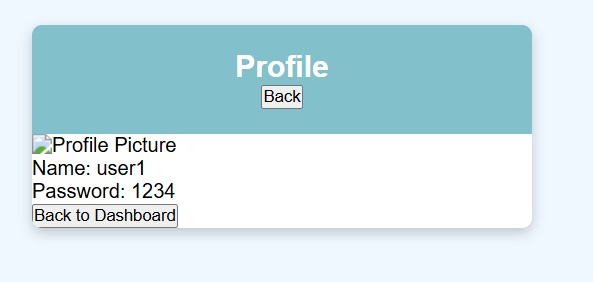 Profile
Back
Profile Picture
Name: user1
Password: 1234
Back to Dashboard